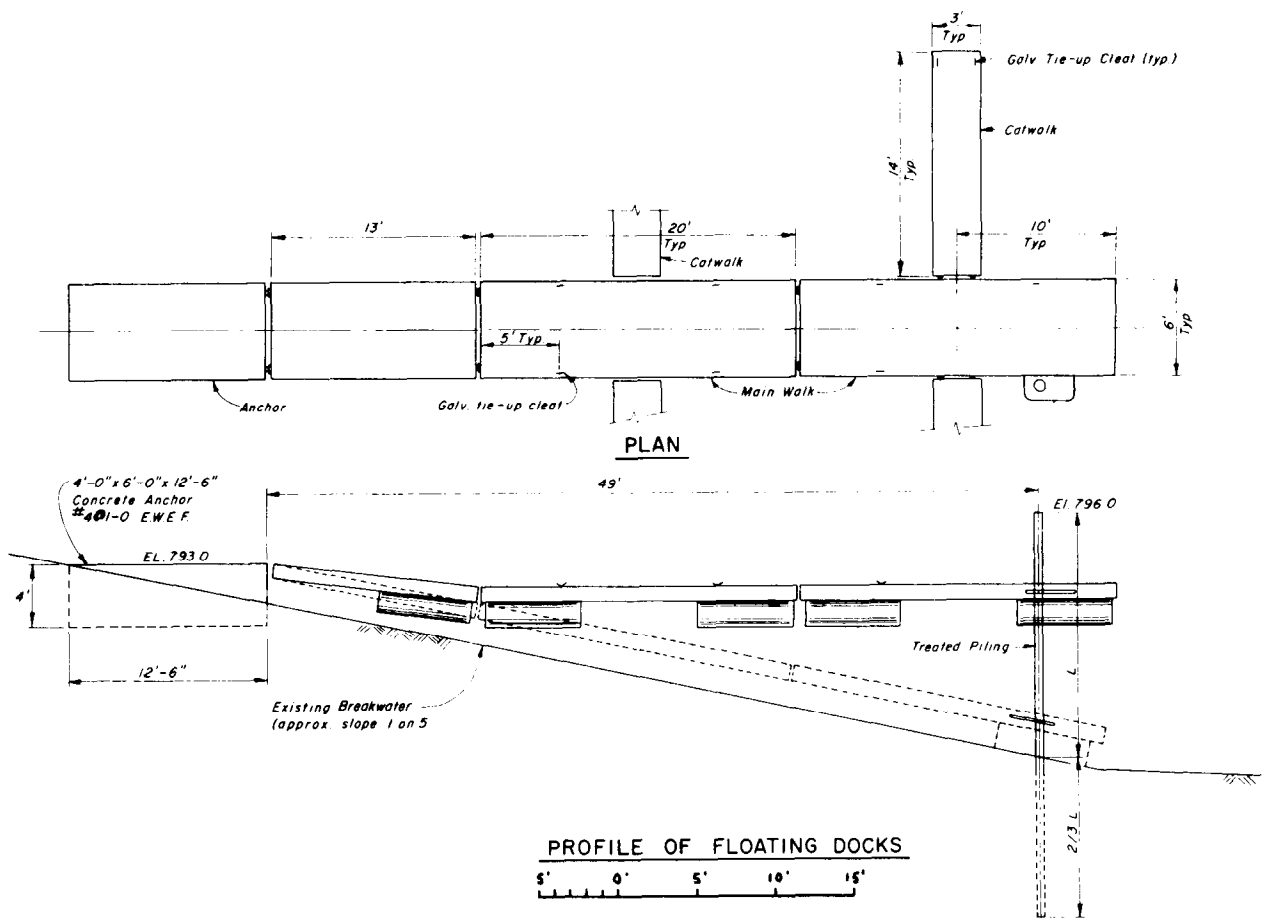 3'
Typ
Galv Tie-up Cleat (typ.)
Catwalk
14'
Typ
13'
20'
Typ
Catwalk
10'
Typ
5' Typ.
6'
Typ
Anchor
Galv. tie-up cleat
Main Walk
PLAN
4'-0" x 6'-0" x 12'-6"
Concrete Anchor
#4@1-0 E.W.E.F.
49'
El. 796.0
EL. 793.0
4'
12'-6"
Treated Piling
L
Existing Breakwater
(approx. slope 1 on 5
2/3 L
PROFILE OF FLOATING DOCKS
5' 0' 5' 10' 15'